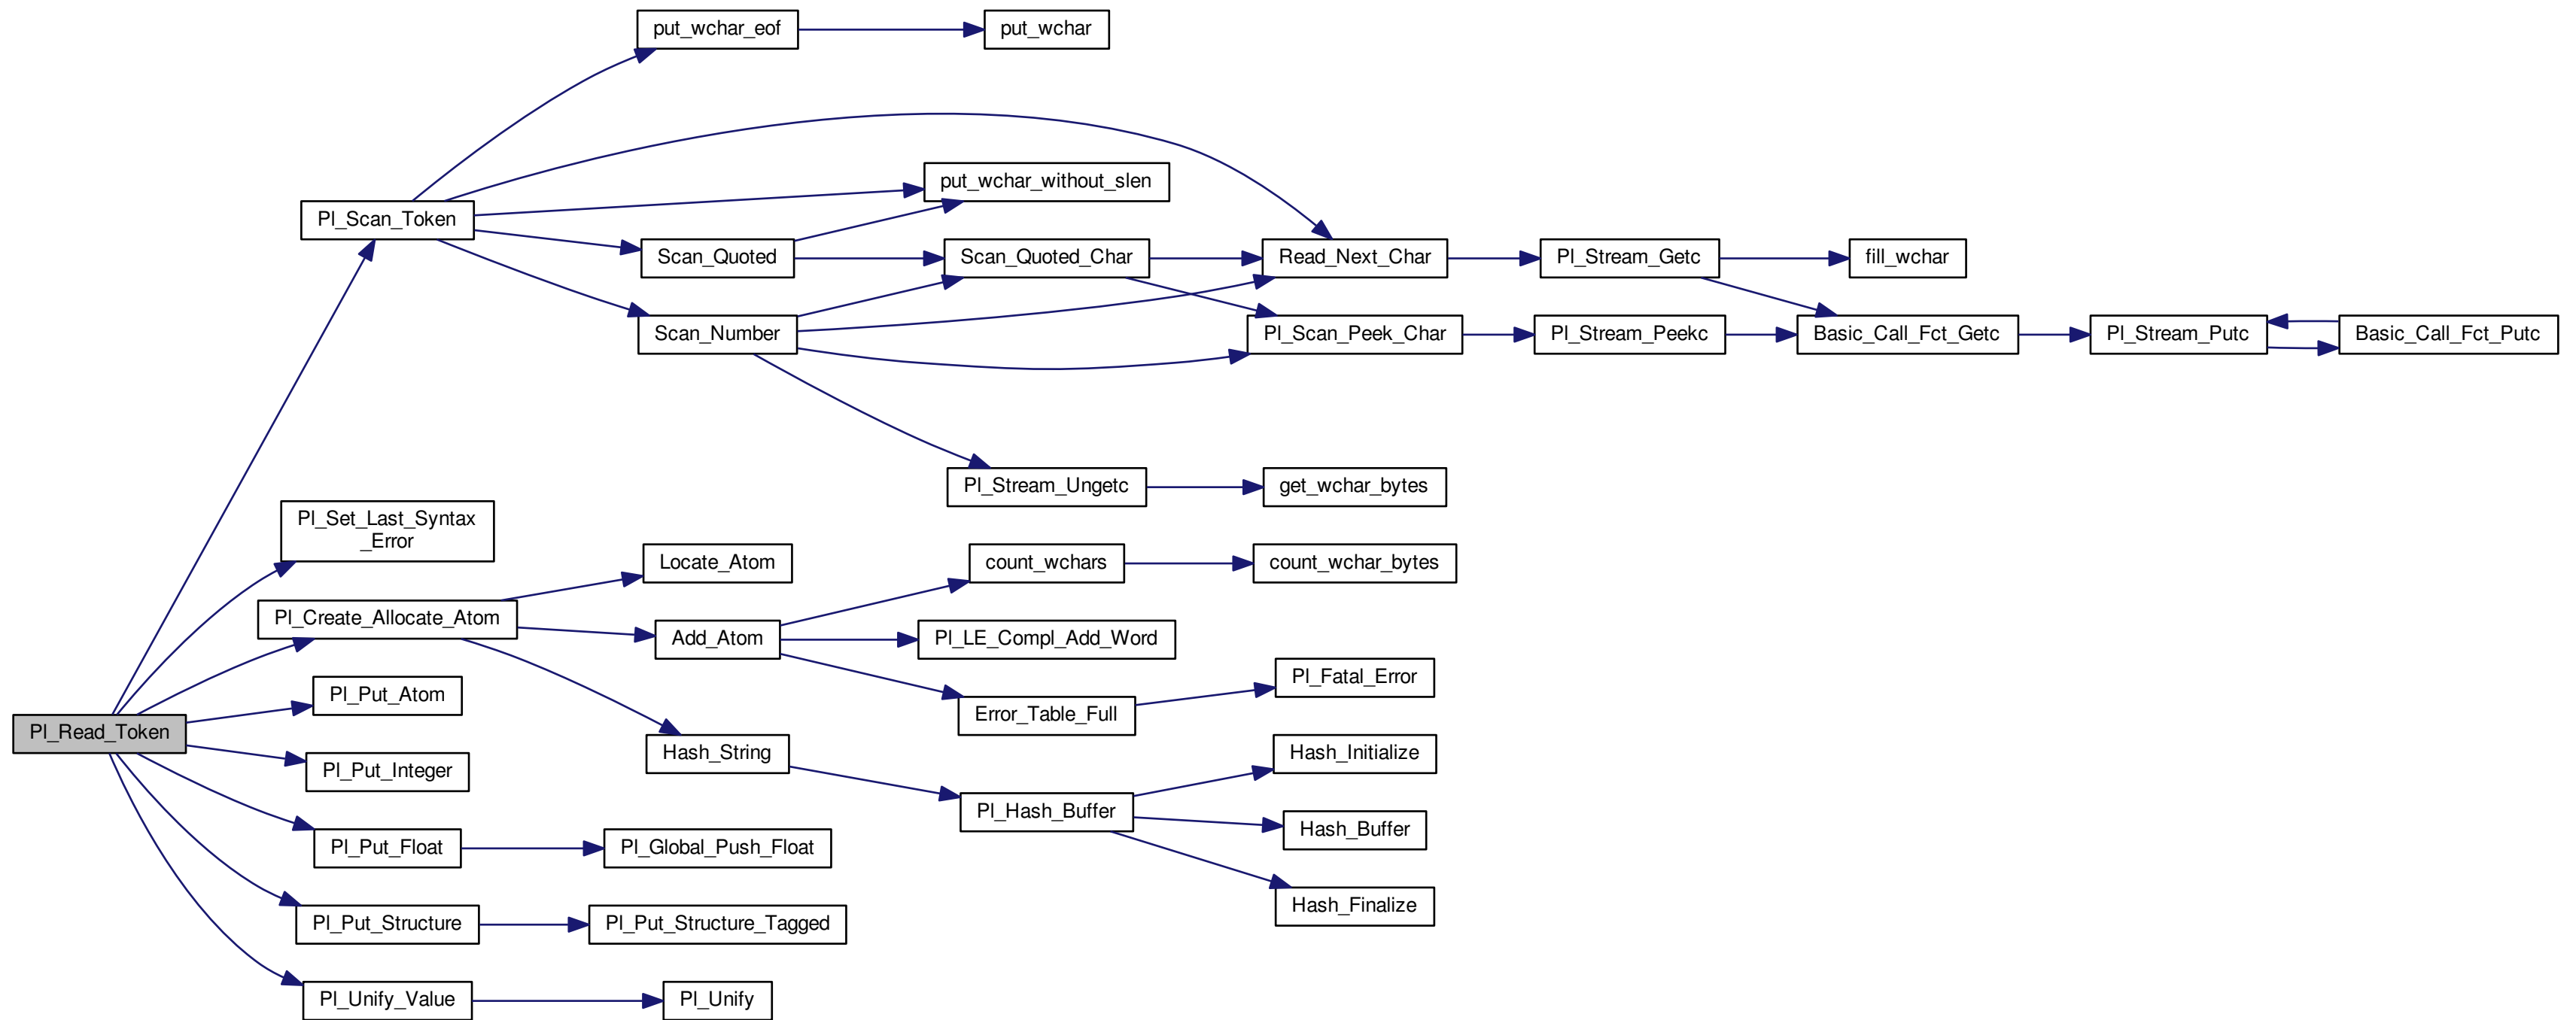 put_wchar_eof
put_wchar
put_wchar_without_slen
Pl_Scan_Token
Scan_Quoted
Scan_Quoted_Char
Read_Next_Char
Pl_Stream_Getc
fill_wchar
Scan_Number
Pl_Scan_Peek_Char
Pl_Stream_Peekc
Basic_Call_Fct_Getc
Pl_Stream_Putc
Basic_Call_Fct_Putc
Pl_Stream_Ungetc
get_wchar_bytes
Pl_Set_Last_Syntax
_Error
Locate_Atom
count_wchars
count_wchar_bytes
Pl_Create_Allocate_Atom
Add_Atom
Pl_LE_Compl_Add_Word
Pl_Fatal_Error
Pl_Put_Atom
Error_Table_Full
Pl_Read_Token
Hash_String
Hash_Initialize
Pl_Put_Integer
Pl_Hash_Buffer
Hash_Buffer
Pl_Put_Float
Pl_Global_Push_Float
Hash_Finalize
Pl_Put_Structure
Pl_Put_Structure_Tagged
Pl_Unify_Value
Pl_Unify